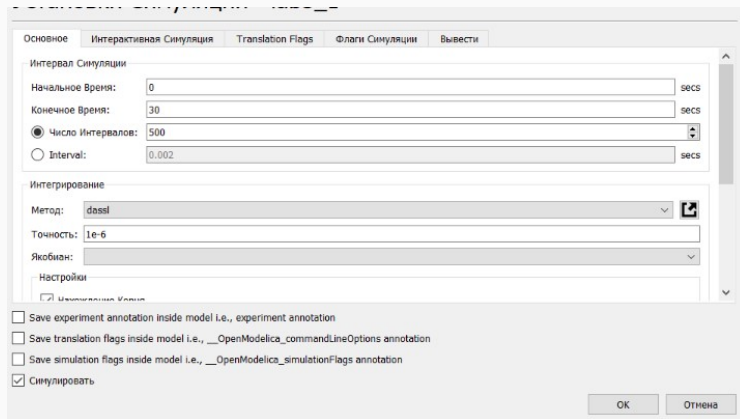 Основное Интерактивная Симуляция Translation Flags Флаги Симуляции Вывести
Интервал Симуляции
Начальное Время: 0 secs
Конечное Время: 30 secs
Число Интервалов: 500
Interval: 0.002 secs
Интегрирование
Метод: dassl
Точность: 1e-6
Якобиан:
Настройки
Save experiment annotation inside model i.e., experiment annotation
Save translation flags inside model i.e., __OpenModelica_commandLineOptions annotation
Save simulation flags inside model i.e., __OpenModelica_simulationFlags annotation
Симулировать
OK Отмена